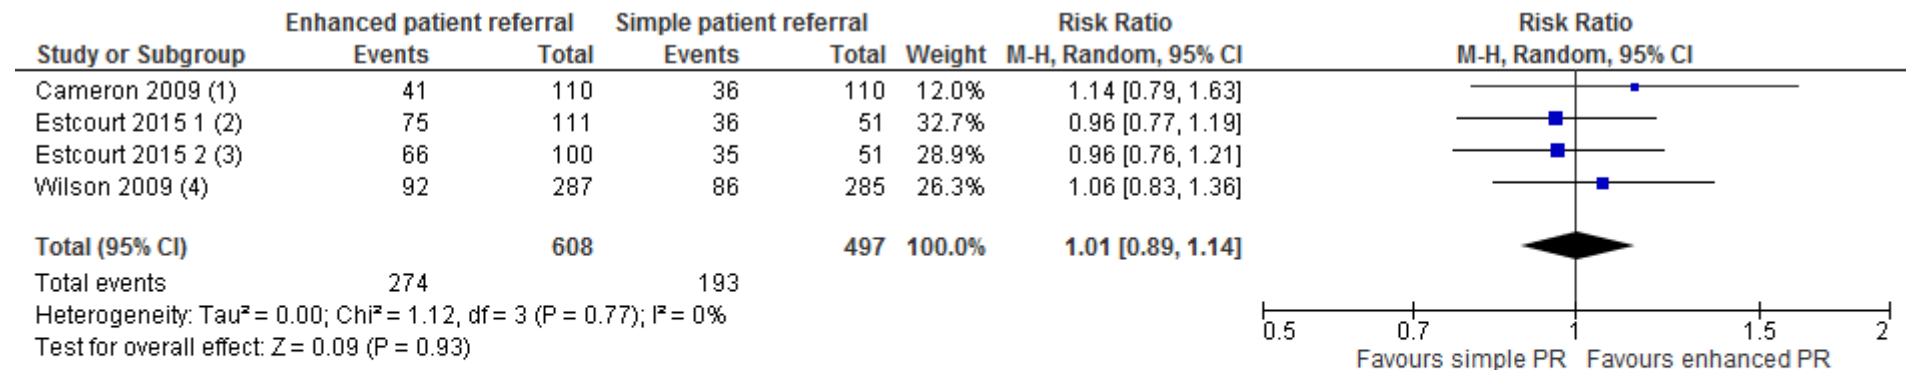 Enhanced patient referral Simple patient referral Risk Ratio Risk Ratio
Study or Subgroup Events Total Events Total Weight M-H, Random, 95% CI M-H, Random, 95% CI
Cameron 2009 (1) 41 110 36 110 12.0% 1.14 [0.79, 1.63]
Estcourt 2015 1 (2) 75 111 36 51 32.7% 0.96 [0.77, 1.19]
Estcourt 2015 2 (3) 66 100 35 51 28.9% 0.96 [0.76, 1.21]
Wilson 2009 (4) 92 287 86 285 26.3% 1.06 [0.83, 1.36]
Total (95% CI) 608 497 100.0% 1.01 [0.89, 1.14]
Total events 274 193
Heterogeneity: Tau² = 0.00; Chi² = 1.12, df = 3 (P = 0.77); I² = 0%
Test for overall effect: Z = 0.09 (P = 0.93)
0.5 0.7 1 1.5 2
Favours simple PR Favours enhanced PR